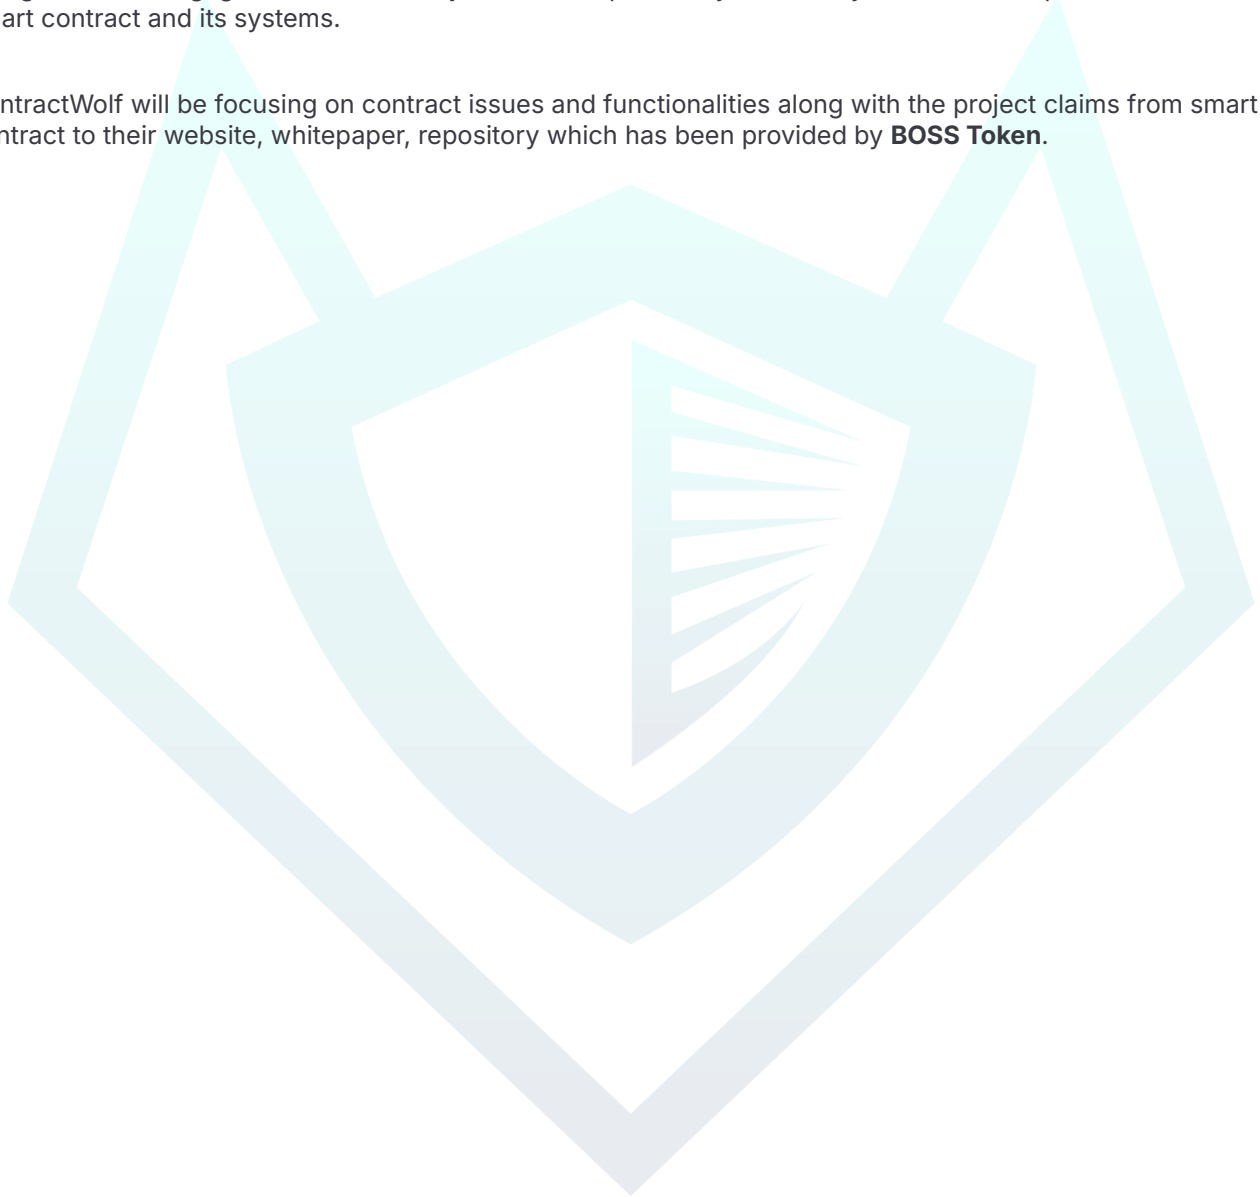 art contract and its systems.
ntractWolf will be focusing on contract issues and functionalities along with the project claims from smart
ntract to their website, whitepaper, repository which has been provided by BOSS Token.